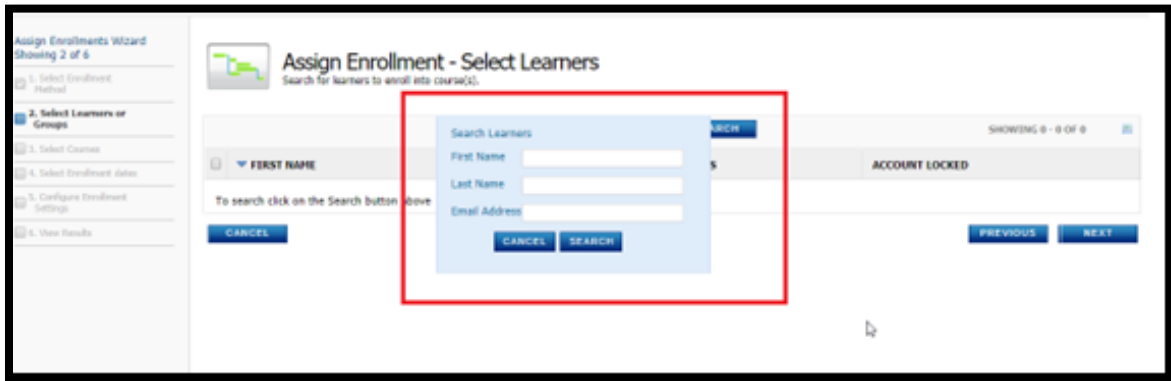 Assign Enrollments Wizard
Showing 2 of 6
1. Select Enrollment
Method
2. Select Learners or
Groups
3. Select Courses
4. Select Enrollment dates
5. Configure Enrollment
Settings
6. View Results
Assign Enrollment - Select Learners
Search for learners to enroll into course(s).
SHOWING 0 - 0 OF 0
FIRST NAME
ACCOUNT LOCKED
To search click on the Search button above
CANCEL
PREVIOUS
NEXT
Search Learners
First Name
Last Name
Email Address
CANCEL
SEARCH